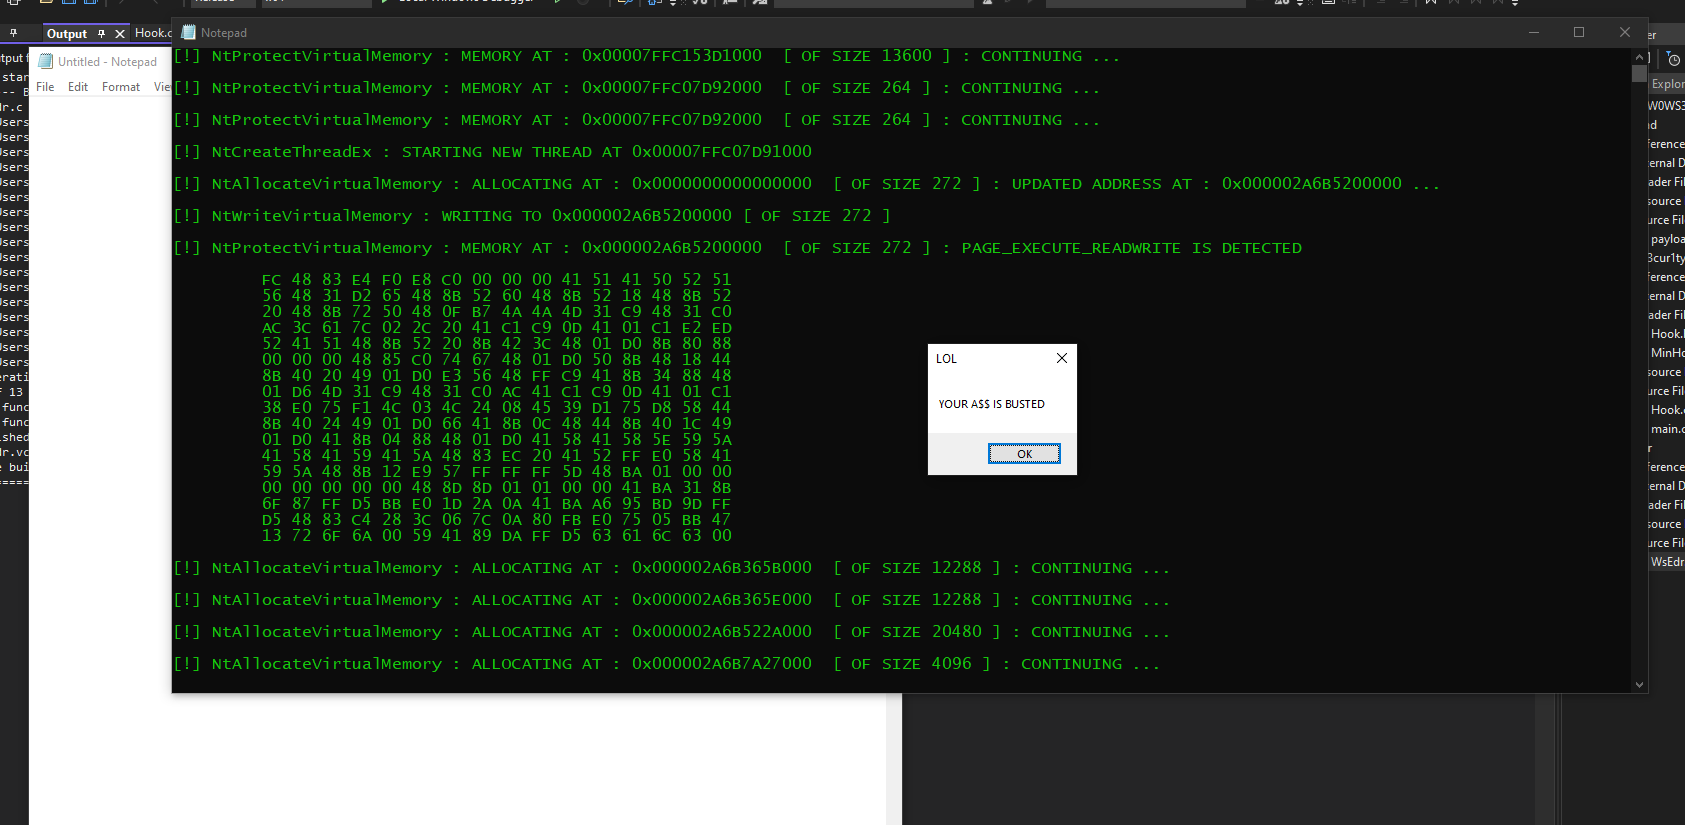 Output
Hook.c
Notepad
Untitled - Notepad
File Edit Format
[!] NtProtectVirtualMemory : MEMORY AT : 0x00007FFC153D1000 [ OF SIZE 13600 ] : CONTINUING ...
[!] NtProtectVirtualMemory : MEMORY AT : 0x00007FFC07D92000 [ OF SIZE 264 ] : CONTINUING ...
[!] NtProtectVirtualMemory : MEMORY AT : 0x00007FFC07D92000 [ OF SIZE 264 ] : CONTINUING ...
[!] NtCreateThreadEx : STARTING NEW THREAD AT 0x00007FFC07D91000
[!] NtAllocateVirtualMemory : ALLOCATING AT : 0x0000000000000000 [ OF SIZE 272 ] : UPDATED ADDRESS AT : 0x000002A6B5200000 ...
[!] NtWriteVirtualMemory : WRITING TO 0x000002A6B5200000 [ OF SIZE 272 ]
[!] NtProtectVirtualMemory : MEMORY AT : 0x000002A6B5200000 [ OF SIZE 272 ] : PAGE_EXECUTE_READWRITE IS DETECTED
FC 48 83 E4 F0 E8 C0 00 00 00 41 51 41 50 52 51
56 48 31 D2 65 48 8B 52 60 48 8B 52 18 48 8B 52
20 48 8B 72 50 48 0F B7 4A 4A 4D 31 C9 48 31 C0
AC 3C 61 7C 02 2C 20 41 C1 C9 0D 41 01 C1 E2 ED
52 41 51 48 8B 52 20 8B 42 3C 48 01 D0 8B 80 88
00 00 00 48 85 C0 74 67 48 01 D0 50 8B 48 18 44
8B 40 20 49 01 D0 E3 56 48 FF C9 41 8B 34 88 48
01 D6 4D 31 C9 48 31 C0 AC 41 C1 C9 0D 41 01 C1
38 E0 75 F1 4C 03 4C 24 08 45 39 D1 75 D8 58 44
8B 40 24 49 01 D0 66 41 8B 0C 48 44 8B 40 1C 49
01 D0 41 8B 04 88 48 01 D0 41 58 41 58 5E 59 5A
41 58 41 59 41 5A 48 83 EC 20 41 52 FF E0 58 41
59 5A 48 8B 12 E9 57 FF FF FF 5D 48 BA 01 00 00
00 00 00 00 00 48 8D 8D 01 01 00 00 41 BA 31 8B
6F 87 FF D5 BB E0 1D 2A 0A 41 BA A6 95 BD 9D FF
D5 48 83 C4 28 3C 06 7C 0A 80 FB E0 75 05 BB 47
13 72 6F 6A 00 59 41 89 DA FF D5 63 61 6C 63 00
[!] NtAllocateVirtualMemory : ALLOCATING AT : 0x000002A6B365B000 [ OF SIZE 12288 ] : CONTINUING ...
[!] NtAllocateVirtualMemory : ALLOCATING AT : 0x000002A6B365E000 [ OF SIZE 12288 ] : CONTINUING ...
[!] NtAllocateVirtualMemory : ALLOCATING AT : 0x000002A6B522A000 [ OF SIZE 20480 ] : CONTINUING ...
[!] NtAllocateVirtualMemory : ALLOCATING AT : 0x000002A6B7A27000 [ OF SIZE 4096 ] : CONTINUING ...
LOL
YOUR A$$ IS BUSTED
OK